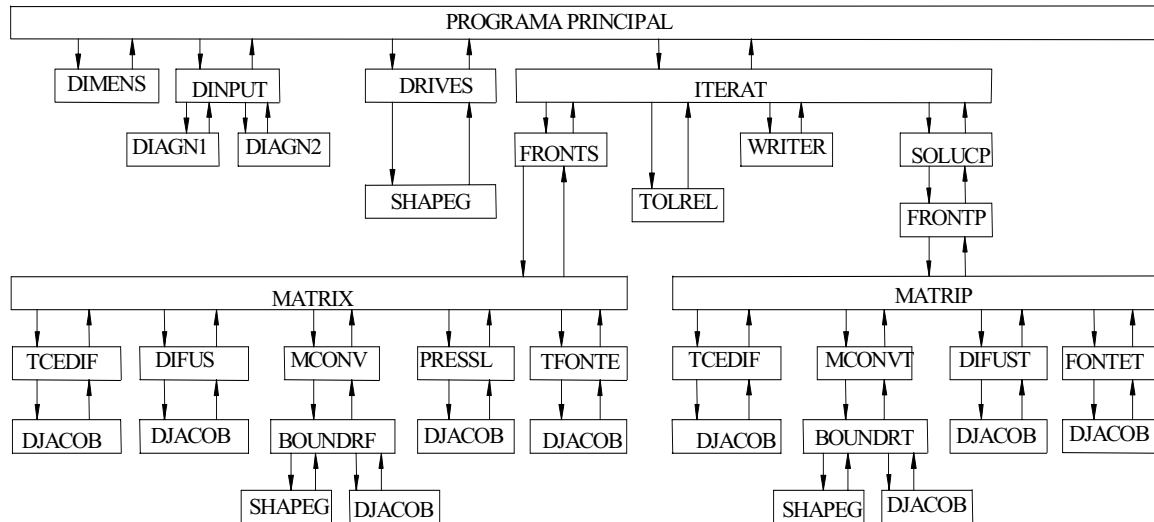 PROGRAMA PRINCIPAL
DIMENS
DINPUT
DRIVES
ITERAT
DIAGN1
DIAGN2
FRONTS
WRITER
SOLUCP
SHAPEG
TOLREL
FRONTP
MATRIX
MATRIP
TCEDIF
DIFUS
MCONV
PRESSL
TFONTE
TCEDIF
MCONVT
DIFUST
FONTET
DJACOB
DJACOB
BOUNDRF
DJACOB
DJACOB
DJACOB
BOUNDRT
DJACOB
DJACOB
SHAPEG
DJACOB
SHAPEG
DJACOB